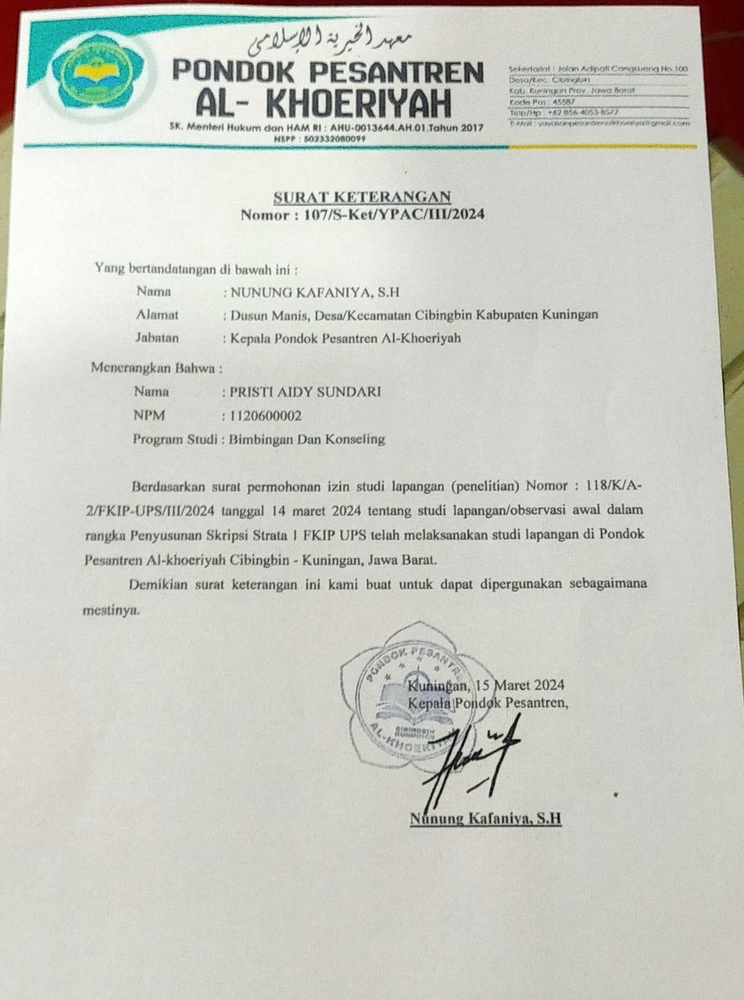 معهد الخيرية الإسلامي
PONDOK PESANTREN
AL- KHOERIYAH
SK. Menteri Hukum dan HAM RI : AHU-0013644.AH.01.Tahun 2017
NSPP : 502332080099
Sekertariat : Jalan Adipati Cangkuang No.100
Desa/Kec. Cibingbin
Kab. Kuningan Prov. Jawa Barat
Kode Pos : 45587
Telp/Hp : +62 856-4053-8577
E-Mail : yayasanpesantrenalkhoeriya@gmail.com
SURAT KETERANGAN
Nomor : 107/S-Ket/YPAC/III/2024
Yang bertandatangan di bawah ini :
Nama : NUNUNG KAFANIYA, S.H
Alamat : Dusun Manis, Desa/Kecamatan Cibingbin Kabupaten Kuningan
Jabatan : Kepala Pondok Pesantren Al-Khoeriyah
Menerangkan Bahwa :
Nama : PRISTI AIDY SUNDARI
NPM : 1120600002
Program Studi : Bimbingan Dan Konseling
Berdasarkan surat permohonan izin studi lapangan (penelitian) Nomor : 118/K/A-
2/FKIP-UPS/III/2024 tanggal 14 maret 2024 tentang studi lapangan/observasi awal dalam
rangka Penyusunan Skripsi Strata 1 FKIP UPS telah melaksanakan studi lapangan di Pondok
Pesantren Al-khoeriyah Cibingbin - Kuningan, Jawa Barat.
Demikian surat keterangan ini kami buat untuk dapat dipergunakan sebagaimana
mestinya.
PONDOK PESANTREN
CIBINGBIN
KUNINGAN
AL-KHOERIYAH
Kuningan, 15 Maret 2024
Kepala Pondok Pesantren,
Nunung Kafaniya, S.H